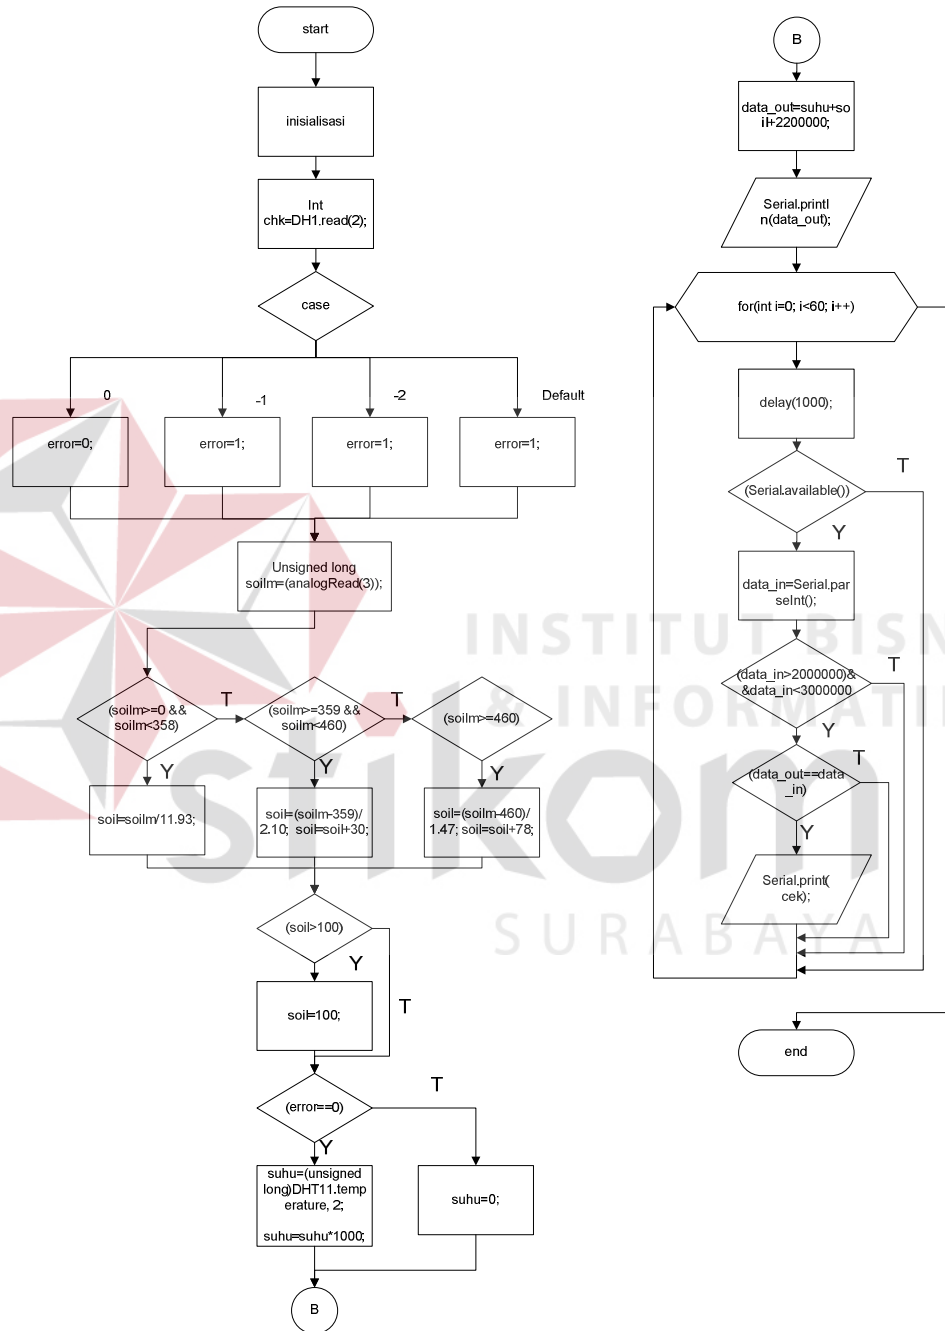 start
inisialisasi
Int
chk=DH1.read(2);
case
0
-1
-2
Default
error=0;
error=1;
error=1;
error=1;
Unsigned long
soilm=(analogRead(3));
(soilm>=0 &&
soilm<358)
T
(soilm>=359 &&
soilm<460)
T
(soilm>=460)
Y
Y
Y
soil=soilm/11.93;
soil=(soilm-359)/
2.10; soil=soil+30;
soil=(soilm-460)/
1.47; soil=soil+78;
(soil>100)
Y
T
soil=100;
(error==0)
T
Y
suhu=(unsigned
long)DHT11.temp
erature, 2;
suhu=suhu*1000;
suhu=0;
B
B
data_out=suhu+so
il+2200000;
Serial.printl
n(data_out);
for(int i=0; i<60; i++)
delay(1000);
(Serial.available())
T
Y
data_in=Serial.par
seInt();
(data_in>2000000)&
&data_in<3000000
T
Y
(data_out==data
_in)
T
Y
Serial.print(
cek);
end
INSTITUT BISN
& INFORMATI
stikom
SURABAYA